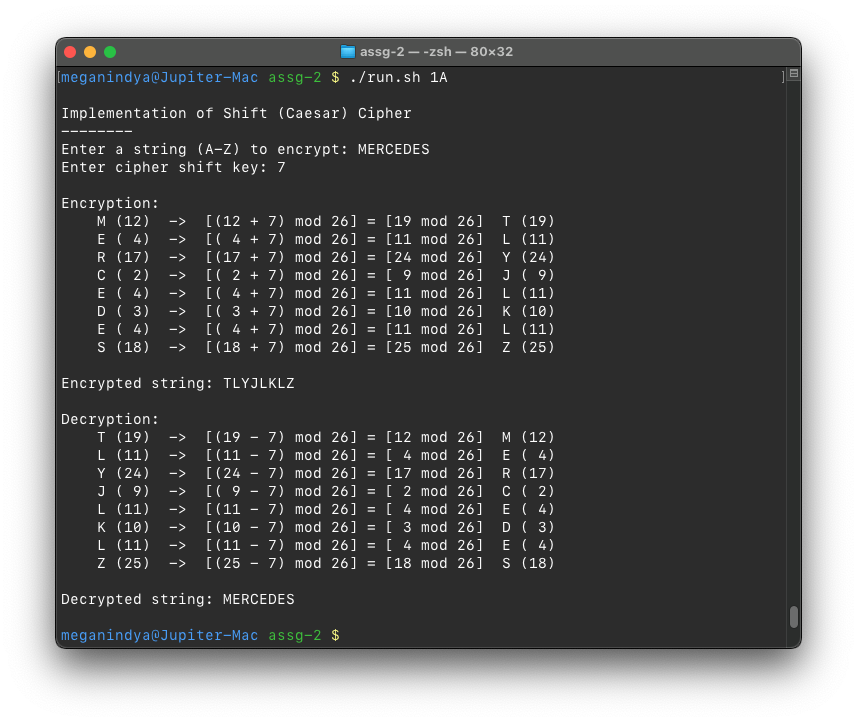 assg-2 — -zsh — 80×32
[meganindya@Jupiter-Mac assg-2 $ ./run.sh 1A ]
Implementation of Shift (Caesar) Cipher
--------
Enter a string (A-Z) to encrypt: MERCEDES
Enter cipher shift key: 7
Encryption:
    M (12)  ->  [(12 + 7) mod 26] = [19 mod 26]  T (19)
    E ( 4)  ->  [( 4 + 7) mod 26] = [11 mod 26]  L (11)
    R (17)  ->  [(17 + 7) mod 26] = [24 mod 26]  Y (24)
    C ( 2)  ->  [( 2 + 7) mod 26] = [ 9 mod 26]  J ( 9)
    E ( 4)  ->  [( 4 + 7) mod 26] = [11 mod 26]  L (11)
    D ( 3)  ->  [( 3 + 7) mod 26] = [10 mod 26]  K (10)
    E ( 4)  ->  [( 4 + 7) mod 26] = [11 mod 26]  L (11)
    S (18)  ->  [(18 + 7) mod 26] = [25 mod 26]  Z (25)
Encrypted string: TLYJLKLZ
Decryption:
    T (19)  ->  [(19 - 7) mod 26] = [12 mod 26]  M (12)
    L (11)  ->  [(11 - 7) mod 26] = [ 4 mod 26]  E ( 4)
    Y (24)  ->  [(24 - 7) mod 26] = [17 mod 26]  R (17)
    J ( 9)  ->  [( 9 - 7) mod 26] = [ 2 mod 26]  C ( 2)
    L (11)  ->  [(11 - 7) mod 26] = [ 4 mod 26]  E ( 4)
    K (10)  ->  [(10 - 7) mod 26] = [ 3 mod 26]  D ( 3)
    L (11)  ->  [(11 - 7) mod 26] = [ 4 mod 26]  E ( 4)
    Z (25)  ->  [(25 - 7) mod 26] = [18 mod 26]  S (18)
Decrypted string: MERCEDES
meganindya@Jupiter-Mac assg-2 $